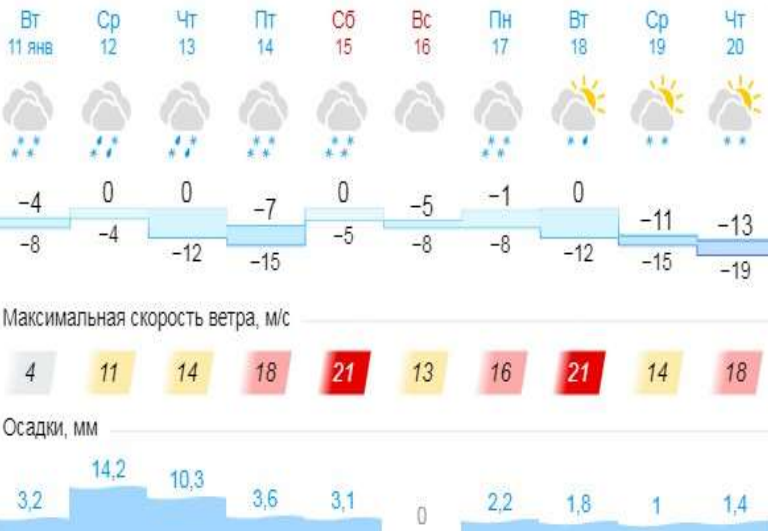 Вт Ср Чт Пт Сб Вс Пн Вт Ср Чт
11 янв 12 13 14 15 16 17 18 19 20
−4 0 0 −7 0 −5 −1 0 −11 −13
−8 −4 −12 −15 −5 −8 −8 −12 −15 −19
Максимальная скорость ветра, м/с
4 11 14 18 21 13 16 21 14 18
Осадки, мм
3,2 14,2 10,3 3,6 3,1 0 2,2 1,8 1 1,4